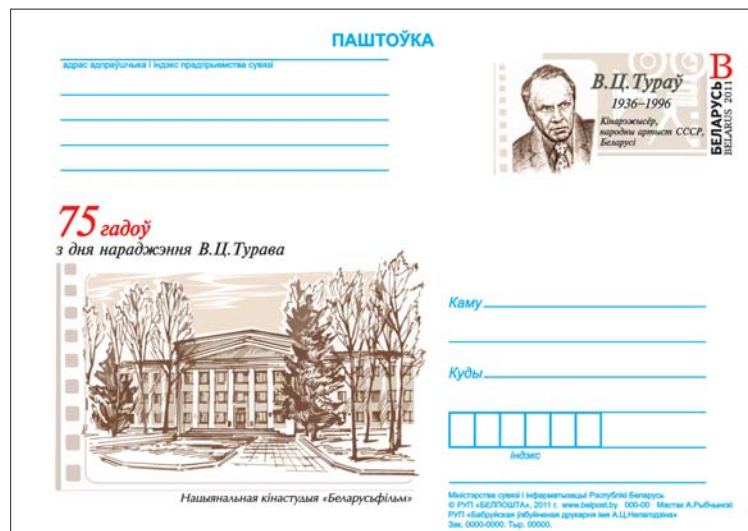 ПАШТОЎКА
адрас адпраўшчыка і індэкс прадпрыемства сувязі
В.Ц.Тураў
1936–1996
Кінарэжысёр,
народны артыст СССР,
Беларусі
B
БЕЛАРУСЬ
BELARUS 2011
75 гадоў
з дня нараджэння В.Ц.Турава
Нацыянальная кінастудыя «Беларусьфільм»
Каму
Куды
індэкс
Міністэрства сувязі і інфарматызацыі Рэспублікі Беларусь
© РУП «БЕЛПОШТА», 2011 г. www.belpost.by 000-00 Мастак А.Рыбчынскі
РУП «Бабруйская ўзбуйненая друкарня імя А.Ц.Непагодзіна»
Зак. 0000-0000. Тыр. 00000.